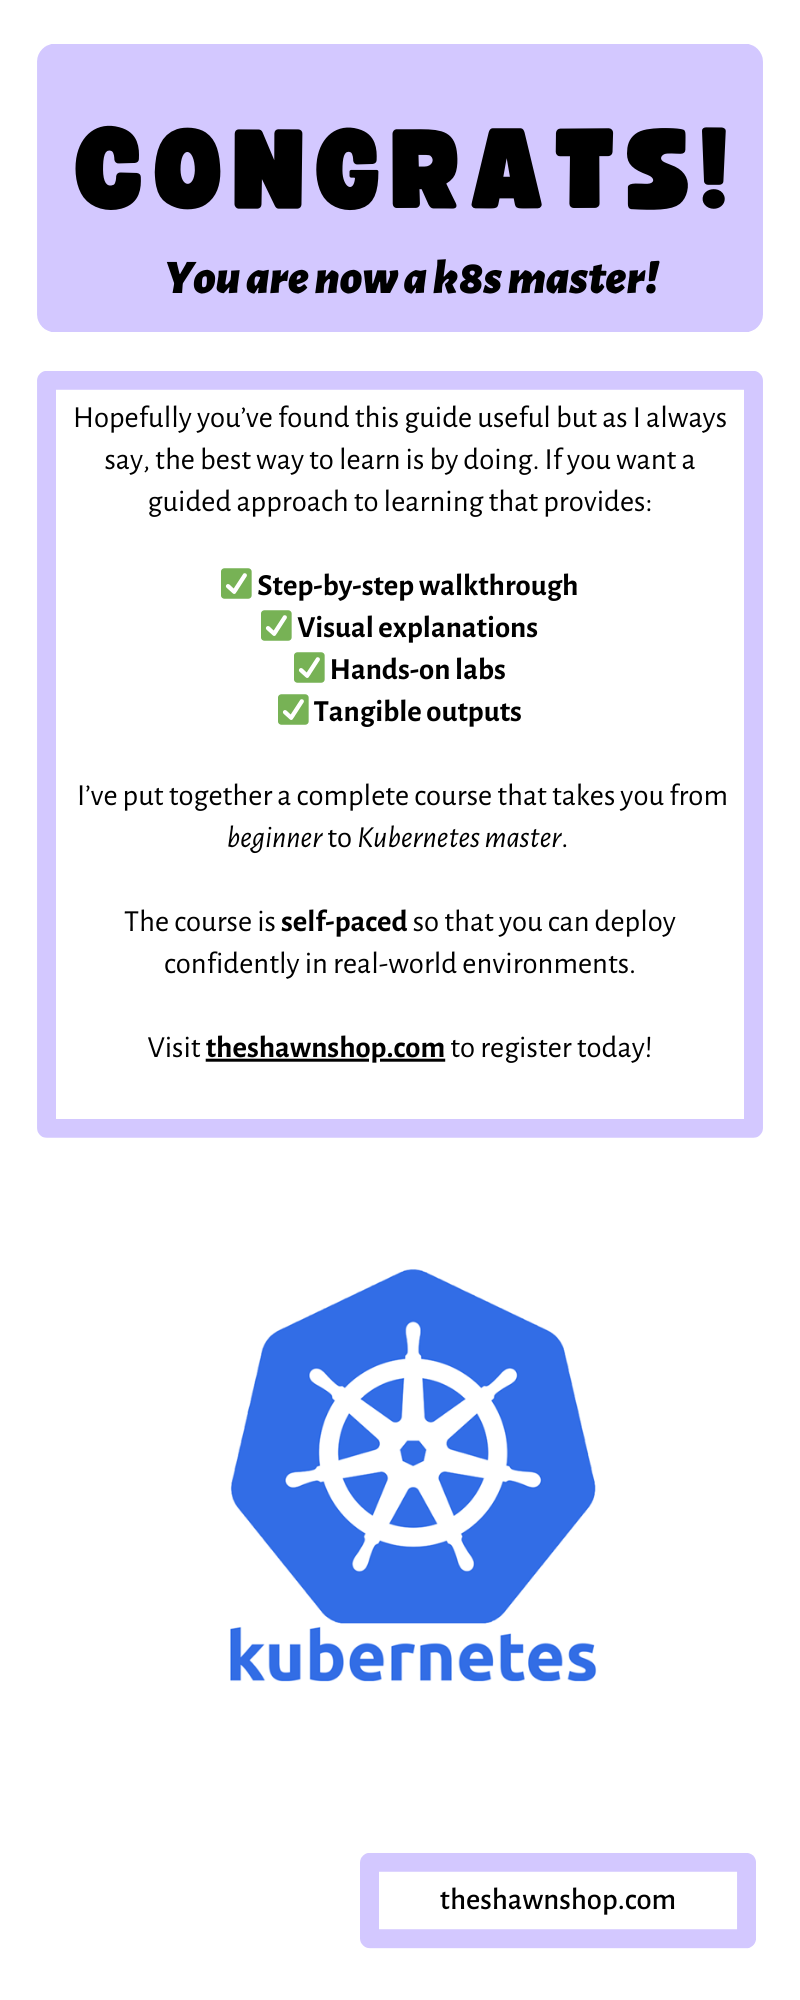 CONGRATS!
You are now a k8s master!
Hopefully you’ve found this guide useful but as I always
say, the best way to learn is by doing. If you want a
guided approach to learning that provides:
✅ Step-by-step walkthrough
✅ Visual explanations
✅ Hands-on labs
✅ Tangible outputs
I’ve put together a complete course that takes you from
beginner to Kubernetes master.
The course is self-paced so that you can deploy
confidently in real-world environments.
Visit theshawnshop.com to register today!
kubernetes
theshawnshop.com